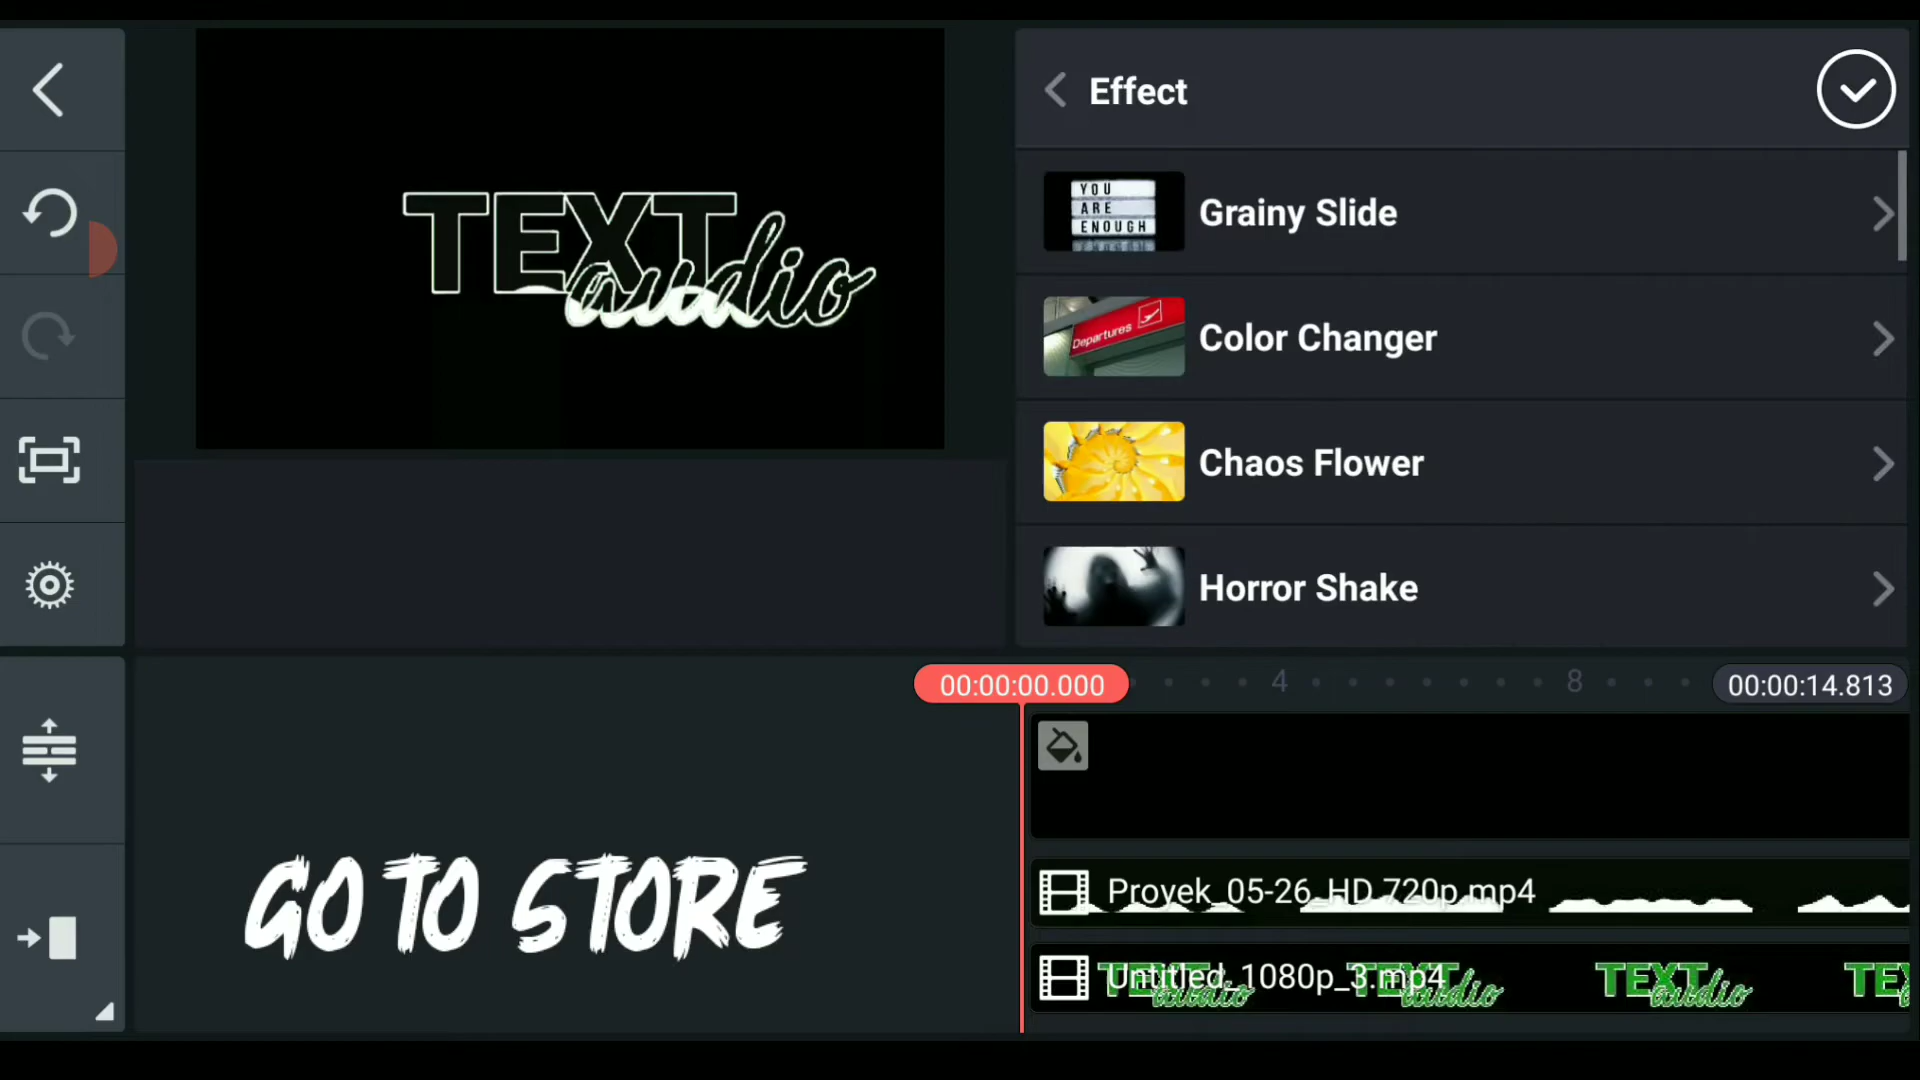 Effect
TEXT
audio
YOU
ARE
ENOUGH
Grainy Slide
Departures
Color Changer
Chaos Flower
Horror Shake
00:00:00.000
4
8
00:00:14.813
Proyek_05-26_HD 720p.mp4
GO TO STORE
Untitled_1080p_3.mp4
TEXT audio TEXT audio TEXT audio TEX